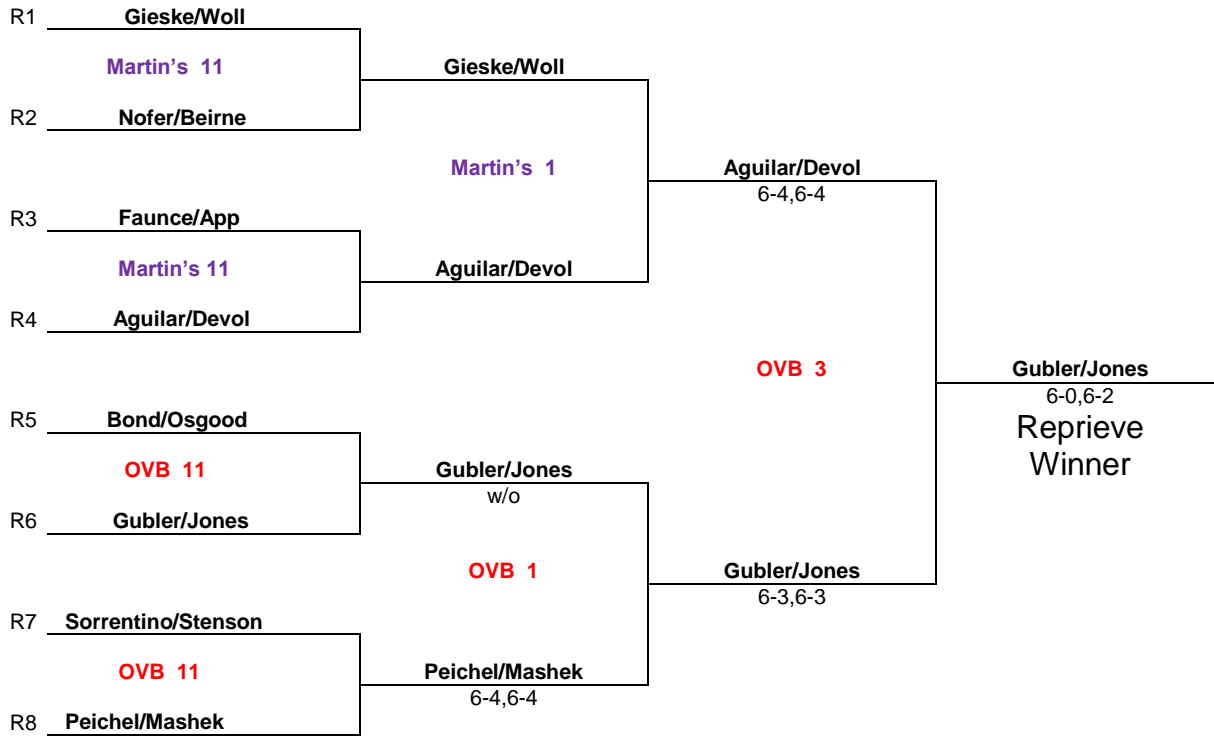 R1 Gieske/Woll
Martin’s 11
Gieske/Woll
R2 Nofer/Beirne
Martin’s 1
Aguilar/Devol
6-4,6-4
R3 Faunce/App
Martin’s 11
Aguilar/Devol
R4 Aguilar/Devol
OVB 3
Gubler/Jones
6-0,6-2
Reprieve
Winner
R5 Bond/Osgood
OVB 11
Gubler/Jones
w/o
R6 Gubler/Jones
OVB 1
Gubler/Jones
6-3,6-3
R7 Sorrentino/Stenson
OVB 11
Peichel/Mashek
6-4,6-4
R8 Peichel/Mashek